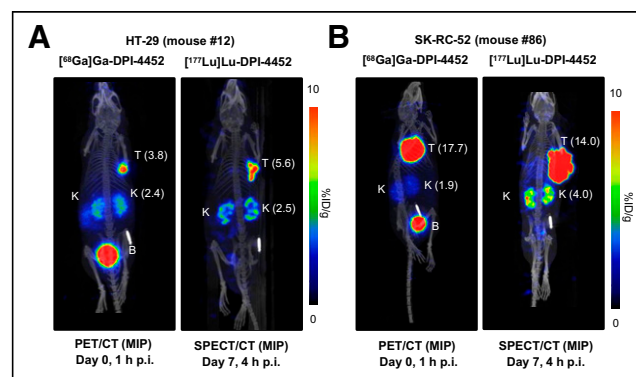 A
HT-29 (mouse #12)
[⁶⁸Ga]Ga-DPI-4452
[¹⁷⁷Lu]Lu-DPI-4452
10
T (3.8)
T (5.6)
K
K (2.4)
K
K (2.5)
B
%ID/g
0
PET/CT (MIP)
Day 0, 1 h p.i.
SPECT/CT (MIP)
Day 7, 4 h p.i.
B
SK-RC-52 (mouse #86)
[⁶⁸Ga]Ga-DPI-4452
[¹⁷⁷Lu]Lu-DPI-4452
10
T (17.7)
T (14.0)
K
K (1.9)
K
K (4.0)
B
%ID/g
0
PET/CT (MIP)
Day 0, 1 h p.i.
SPECT/CT (MIP)
Day 7, 4 h p.i.